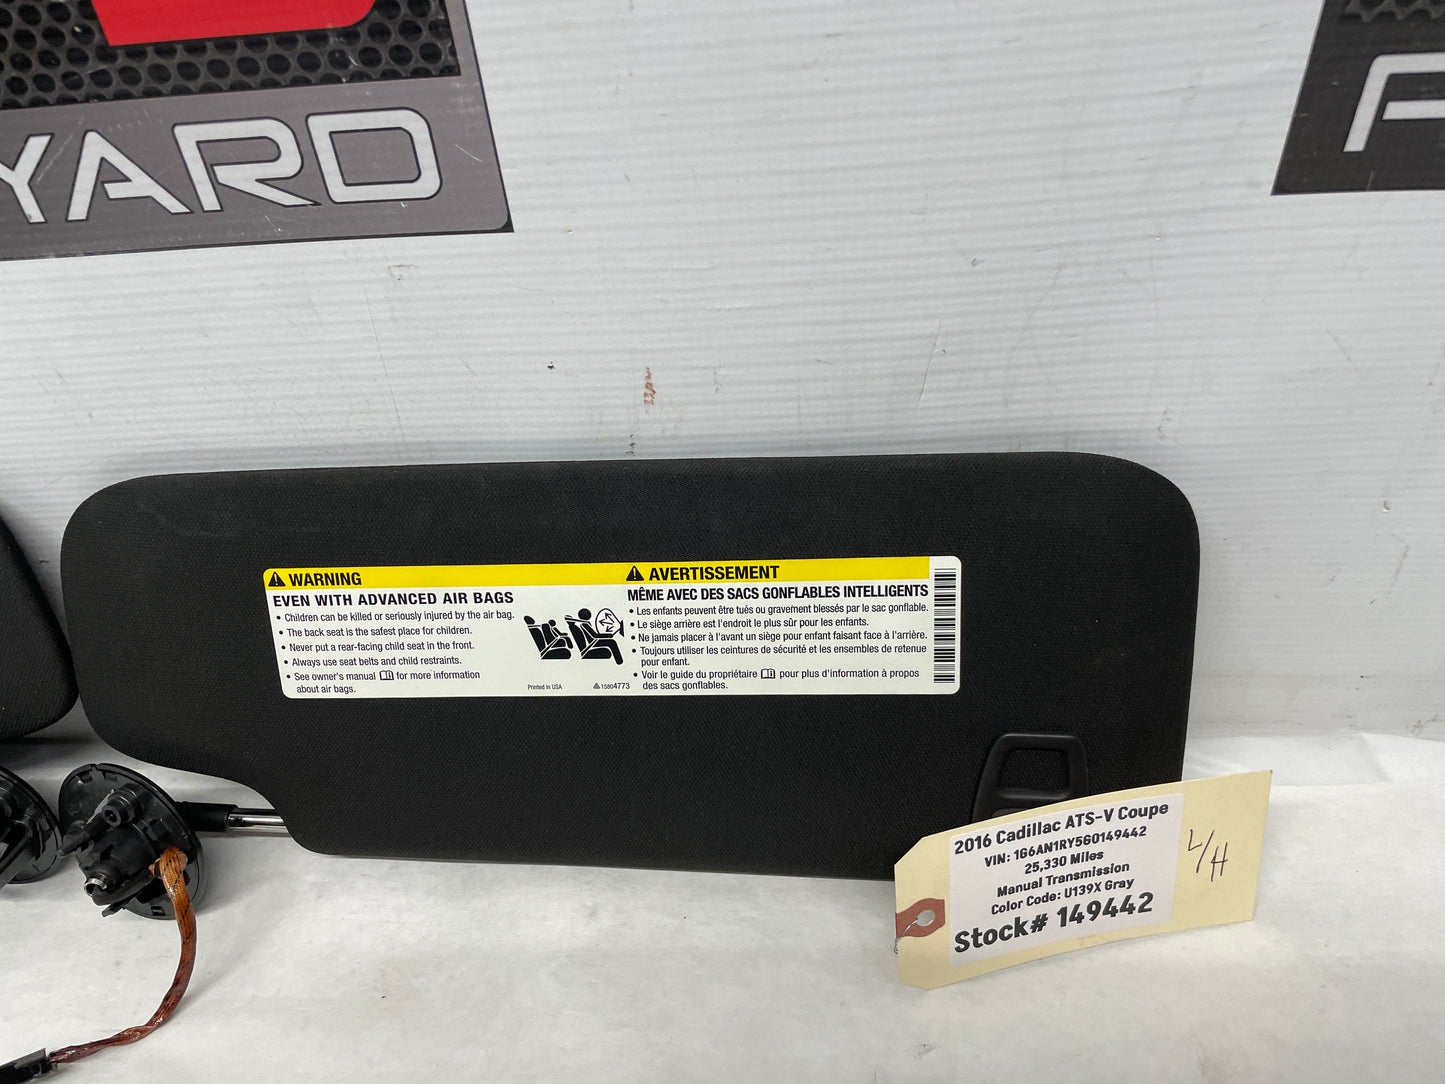 YARD
⚠ WARNING
EVEN WITH ADVANCED AIR BAGS
• Children can be killed or seriously injured by the air bag.
• The back seat is the safest place for children.
• Never put a rear-facing child seat in the front.
• Always use seat belts and child restraints.
• See owner's manual for more information
about air bags.
Printed In USA
15804773
⚠ AVERTISSEMENT
MÊME AVEC DES SACS GONFLABLES INTELLIGENTS
• Les enfants peuvent être tués ou gravement blessés par le sac gonflable.
• Le siège arrière est l'endroit le plus sûr pour les enfants.
• Ne jamais placer à l'avant un siège pour enfant faisant face à l'arrière.
• Toujours utiliser les ceintures de sécurité et les ensembles de retenue
pour enfant.
• Voir le guide du propriétaire pour plus d'information à propos
des sacs gonflables.
2016 Cadillac ATS-V Coupe
VIN: 1G6AN1RY5G0149442
25,330 Miles
Manual Transmission
Color Code: U139X Gray
Stock# 149442
L/H